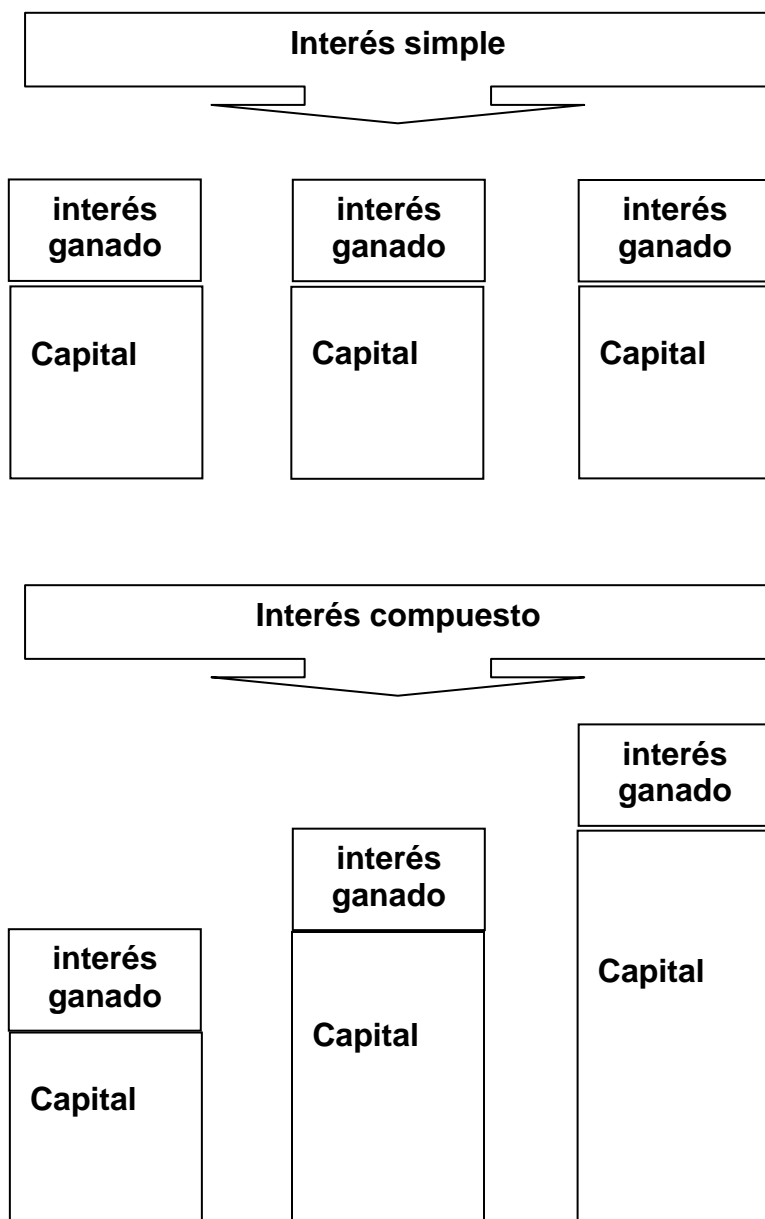 Interés simple
interés
ganado
interés
ganado
interés
ganado
Capital
Capital
Capital
Interés compuesto
interés
ganado
Capital
interés
ganado
Capital
interés
ganado
Capital